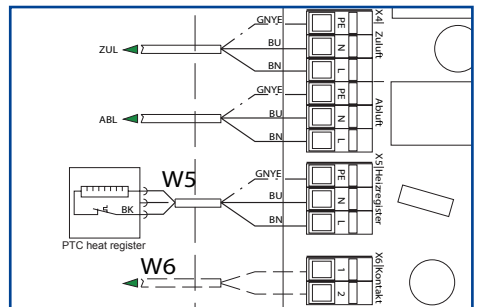 GNYE
BU
BN
ZUL
PE
N
L
X4
Zuluft
GNYE
BU
BN
ABL
PE
N
L
Abluft
W5
GNYE
BU
BN
BK
PTC heat register
PE
N
L
X5 Heizregister
W6
1
2
X6 Kontakt